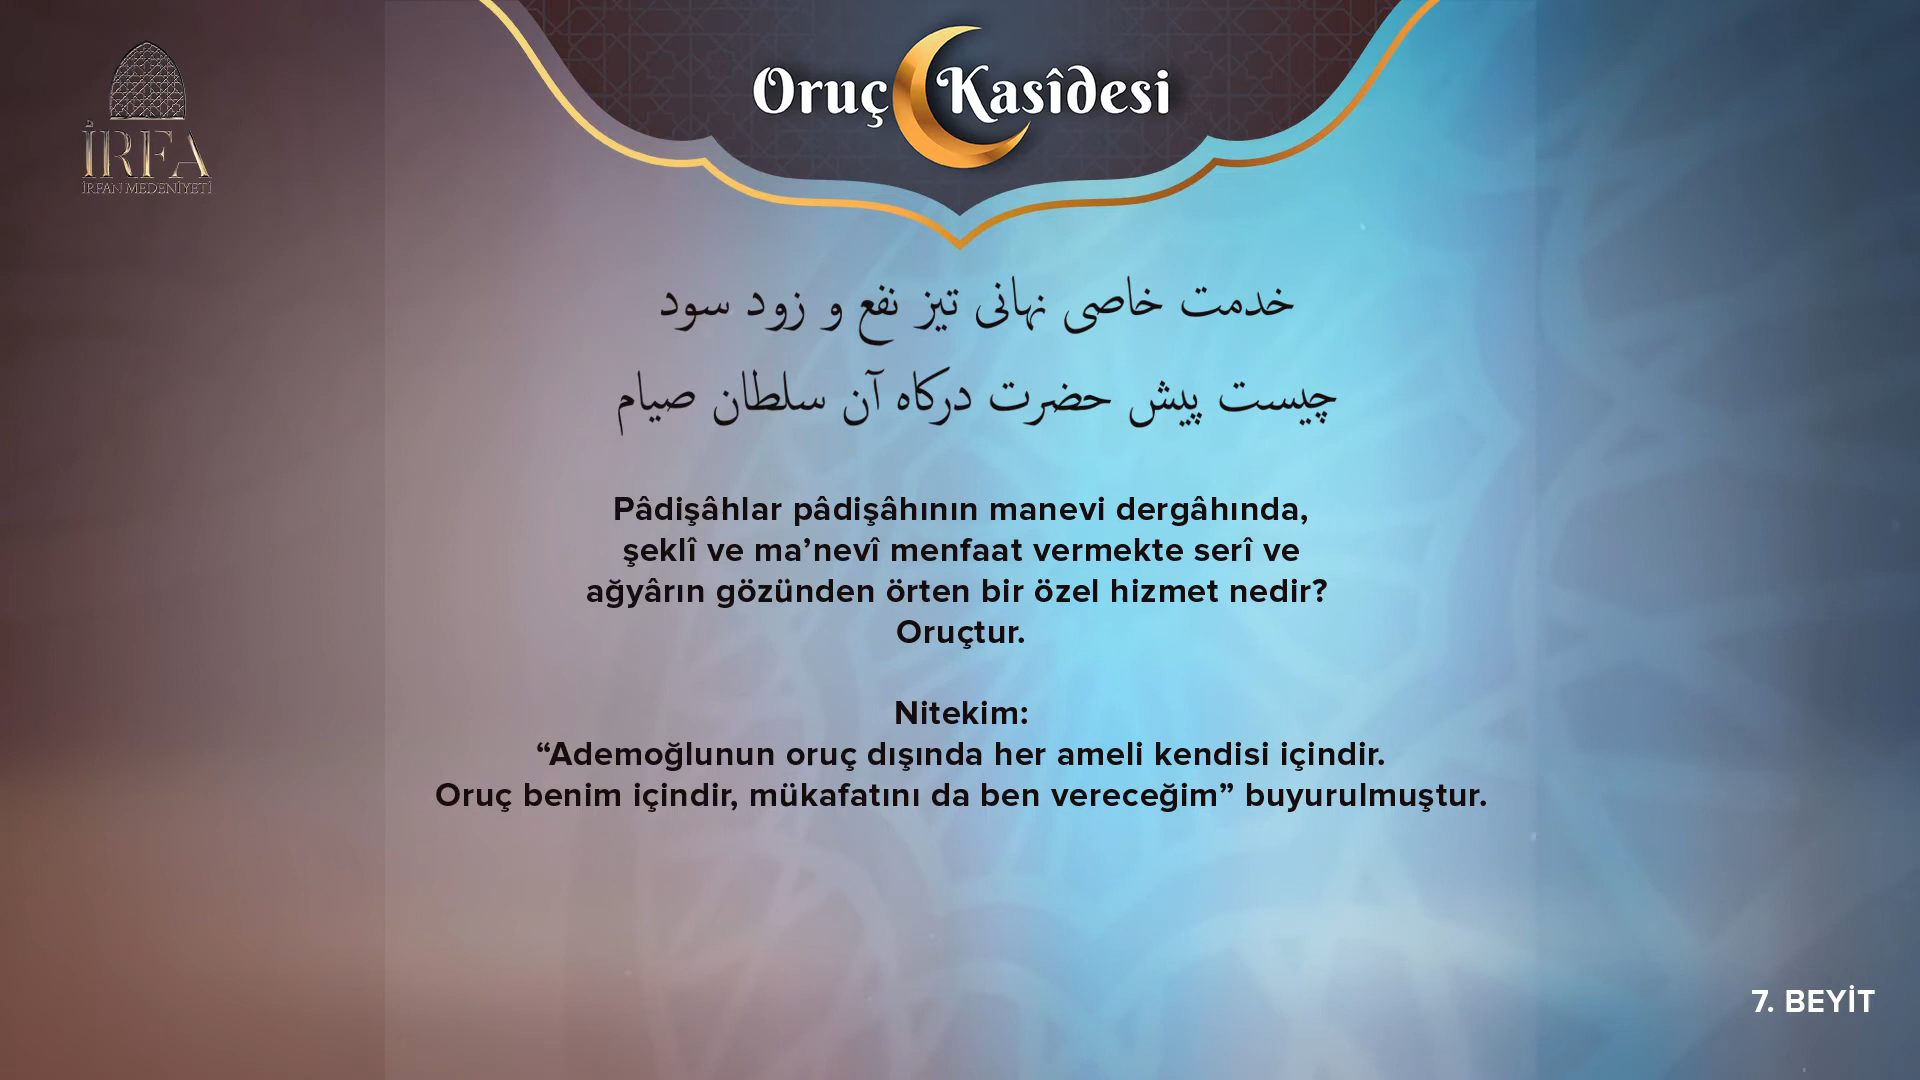 İRFA
İRFAN MEDENİYETİ
Oruç Kasîdesi
خدمت خاصی نهانی تیز نفع و زود سود
چیست پیش حضرت درکاه آن سلطان صیام
Pâdişâhlar pâdişâhının manevi dergâhında,
şeklî ve ma’nevî menfaat vermekte serî ve
ağyârın gözünden örten bir özel hizmet nedir?
Oruçtur.
Nitekim:
“Ademoğlunun oruç dışında her ameli kendisi içindir.
Oruç benim içindir, mükafatını da ben vereceğim” buyurulmuştur.
7. BEYİT